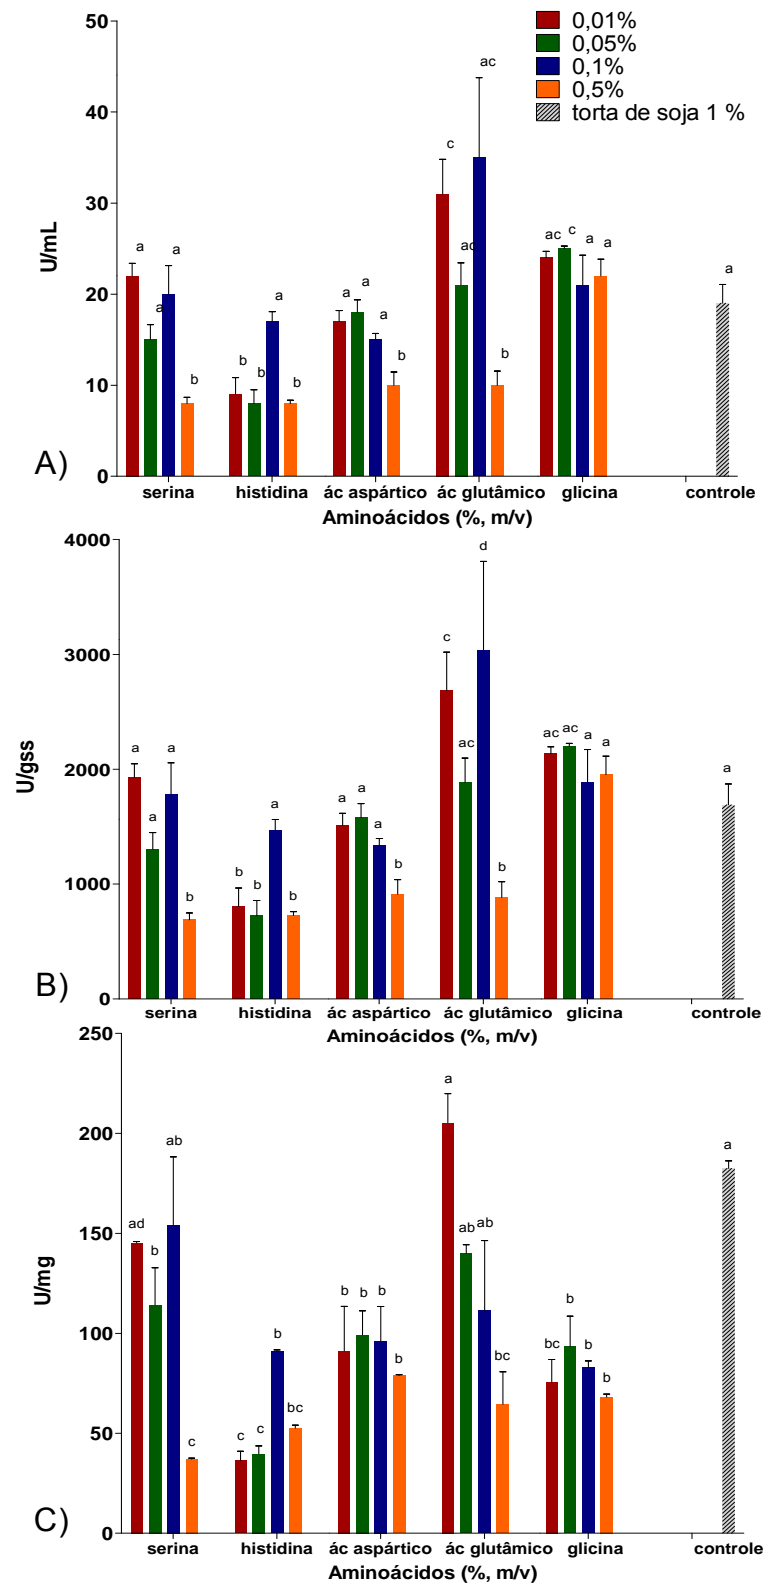 0,01%
0,05%
0,1%
0,5%
torta de soja 1 %
50
40
30
20
10
0
U/mL
a a a b
b b a b
a a a b
c ac ac b
ac c a a
a
A)
serina histidina ác aspártico ác glutâmico glicina controle
Aminoácidos (%, m/v)
4000
3000
2000
1000
0
U/gss
a a a b
b b a b
a a a b
c ac d b
ac ac a a
a
B)
serina histidina ác aspártico ác glutâmico glicina controle
Aminoácidos (%, m/v)
250
200
150
100
50
0
U/mg
ad b ab c
c c b bc
b b b b
a ab ab bc
bc b b b
a
C)
serina histidina ác aspártico ác glutâmico glicina controle
Aminoácidos (%, m/v)